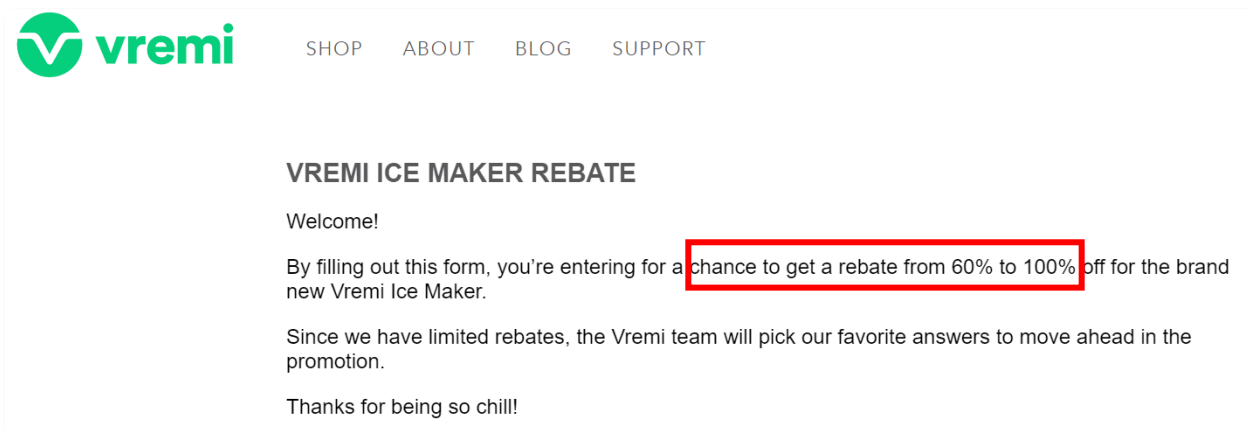 vremi SHOP ABOUT BLOG SUPPORT
VREMI ICE MAKER REBATE
Welcome!
By filling out this form, you’re entering for a chance to get a rebate from 60% to 100% off for the brand
new Vremi Ice Maker.
Since we have limited rebates, the Vremi team will pick our favorite answers to move ahead in the
promotion.
Thanks for being so chill!